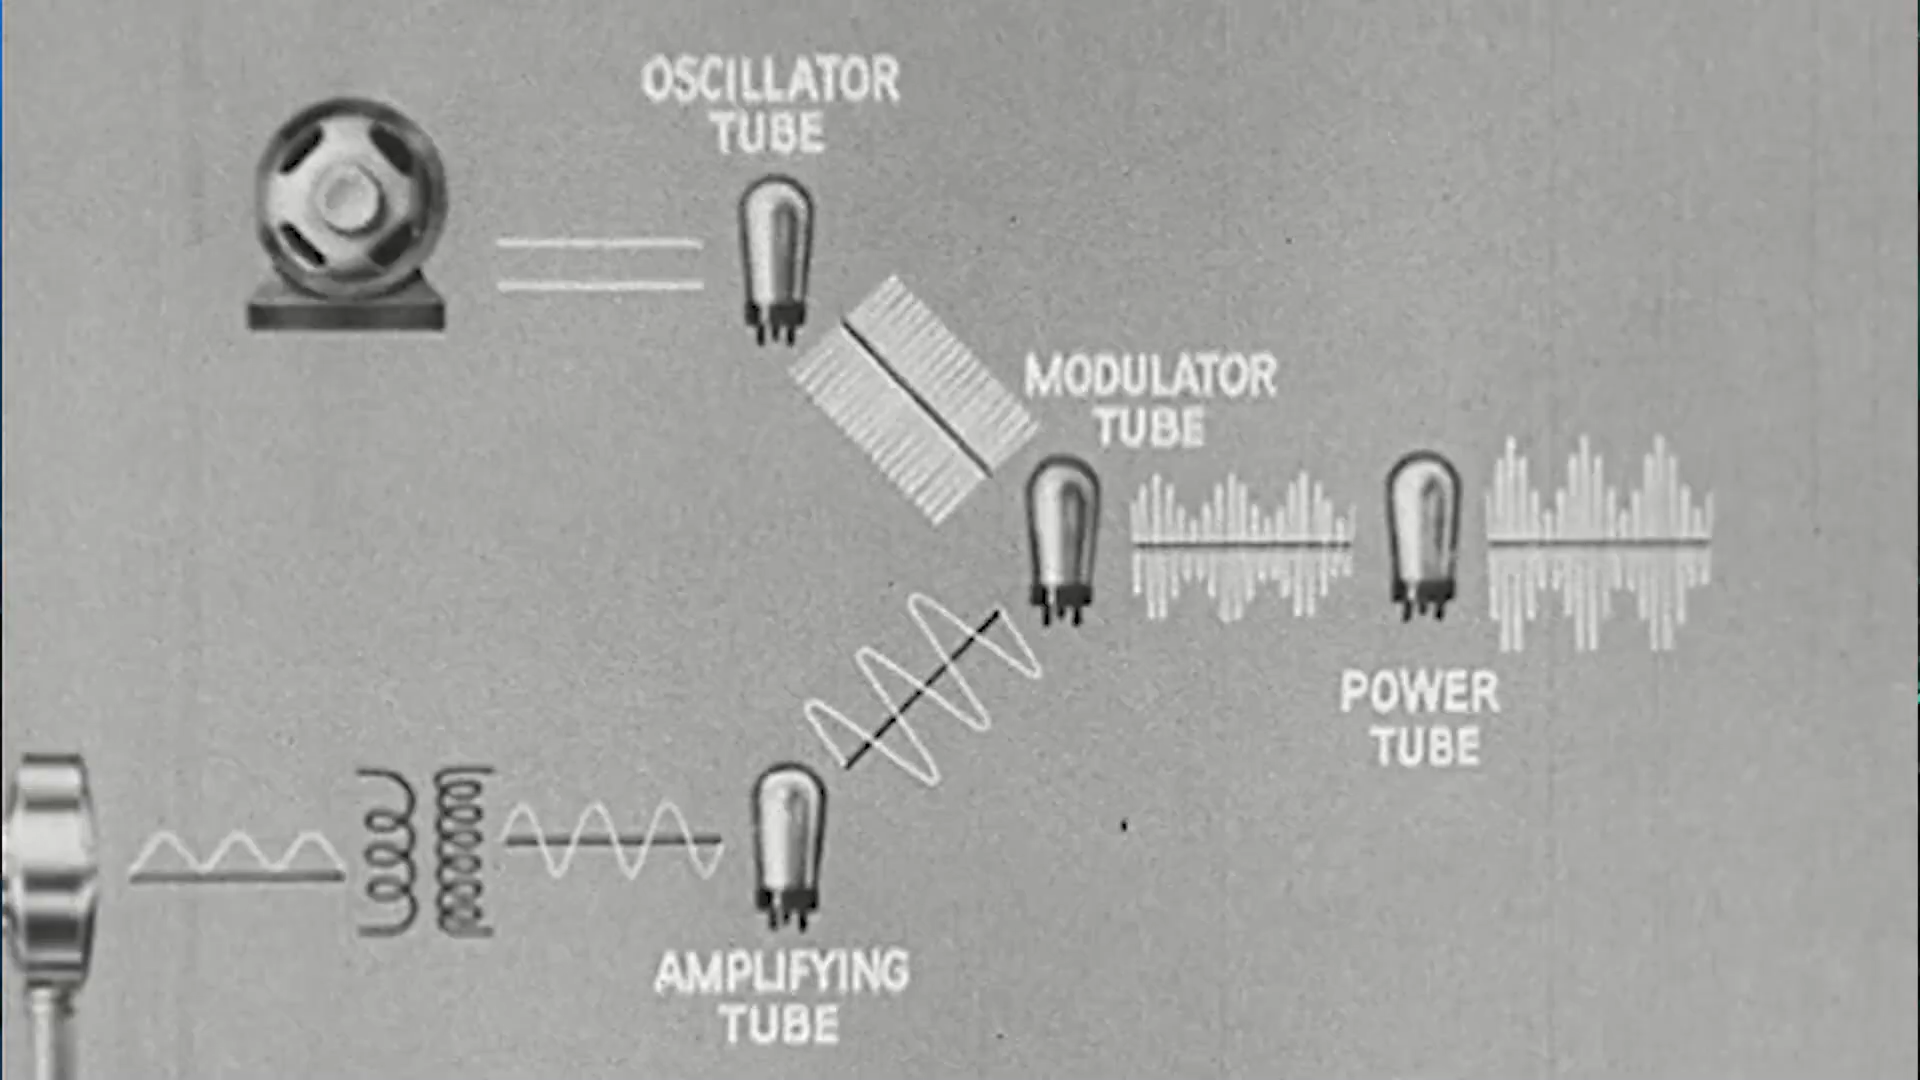 OSCILLATOR
TUBE
MODULATOR
TUBE
POWER
TUBE
AMPLIFYING
TUBE